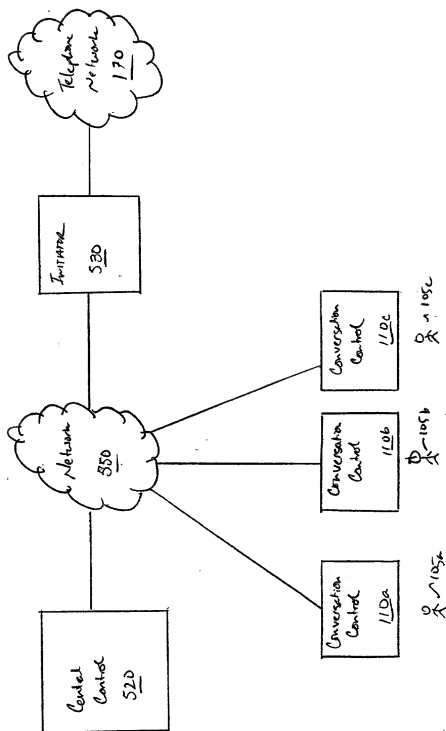 Telephone
Network
170
INITIATOR
530
Network
550
Central
Control
520
Conversation
Control
110a
Conversation
Control
110b
Conversation
Control
110c
105a
105b
105c